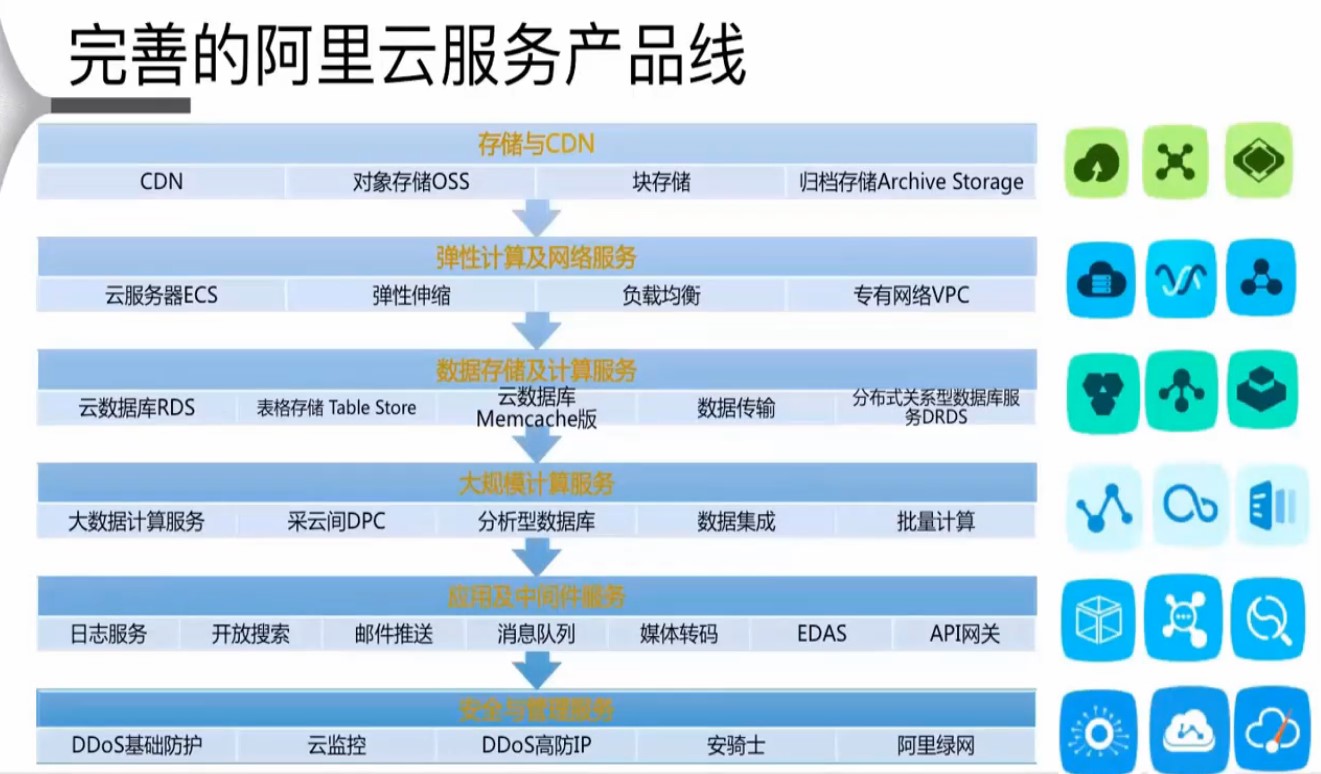 完善的阿里云服务产品线
存储与CDN
CDN 对象存储OSS 块存储 归档存储Archive Storage
弹性计算及网络服务
云服务器ECS 弹性伸缩 负载均衡 专有网络VPC
数据存储及计算服务
云数据库RDS 表格存储 Table Store 云数据库 Memcache版 数据传输 分布式关系型数据库服务DRDS
大规模计算服务
大数据计算服务 采云间DPC 分析型数据库 数据集成 批量计算
应用及中间件服务
日志服务 开放搜索 邮件推送 消息队列 媒体转码 EDAS API网关
安全与管理服务
DDoS基础防护 云监控 DDoS高防IP 安骑士 阿里绿网